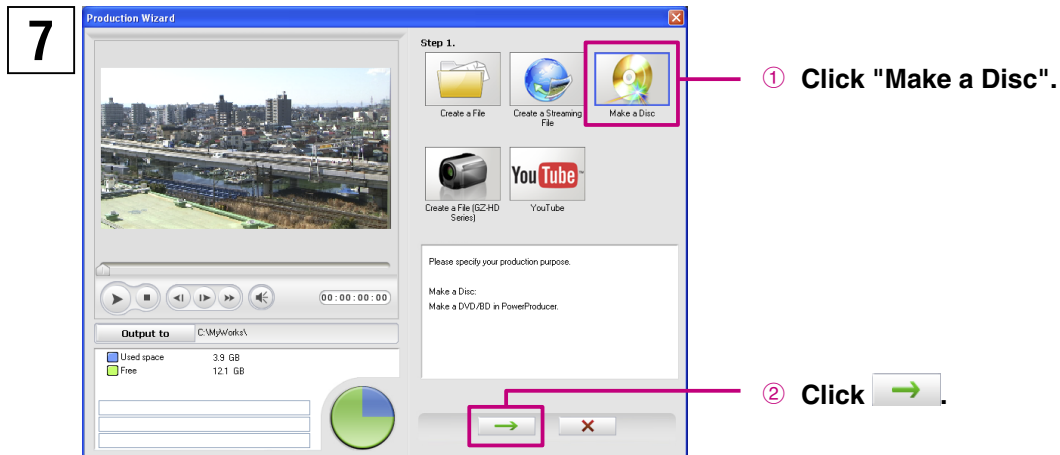 7
Production Wizard
Step 1.
Create a File
Create a Streaming
File
Make a Disc
① Click "Make a Disc".
You Tube™
Create a File (GZ-HD
Series)
YouTube
Please specify your production purpose.
Make a Disc:
Make a DVD/BD in PowerProducer.
00:00:00:00
Output to C:\MyWorks\
Used space 3.9 GB
Free 12.1 GB
② Click → .